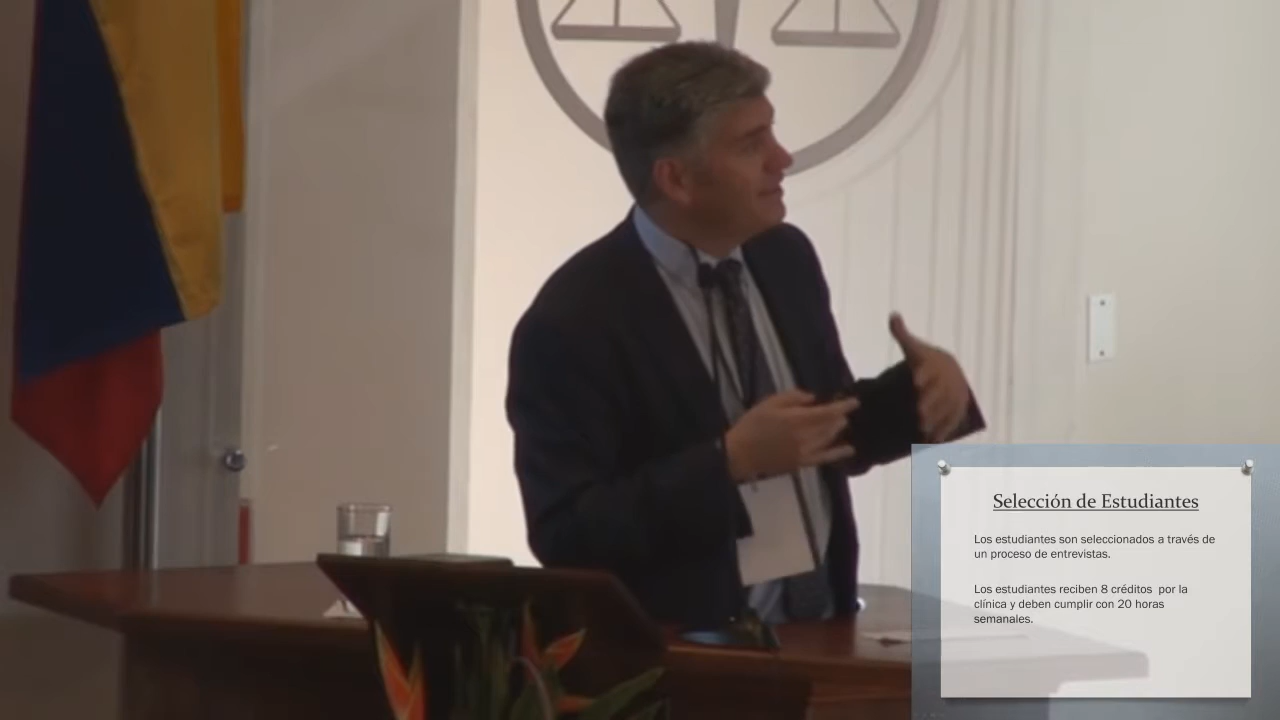 Selección de Estudiantes
Los estudiantes son seleccionados a través de
un proceso de entrevistas.
Los estudiantes reciben 8 créditos por la
clínica y deben cumplir con 20 horas
semanales.